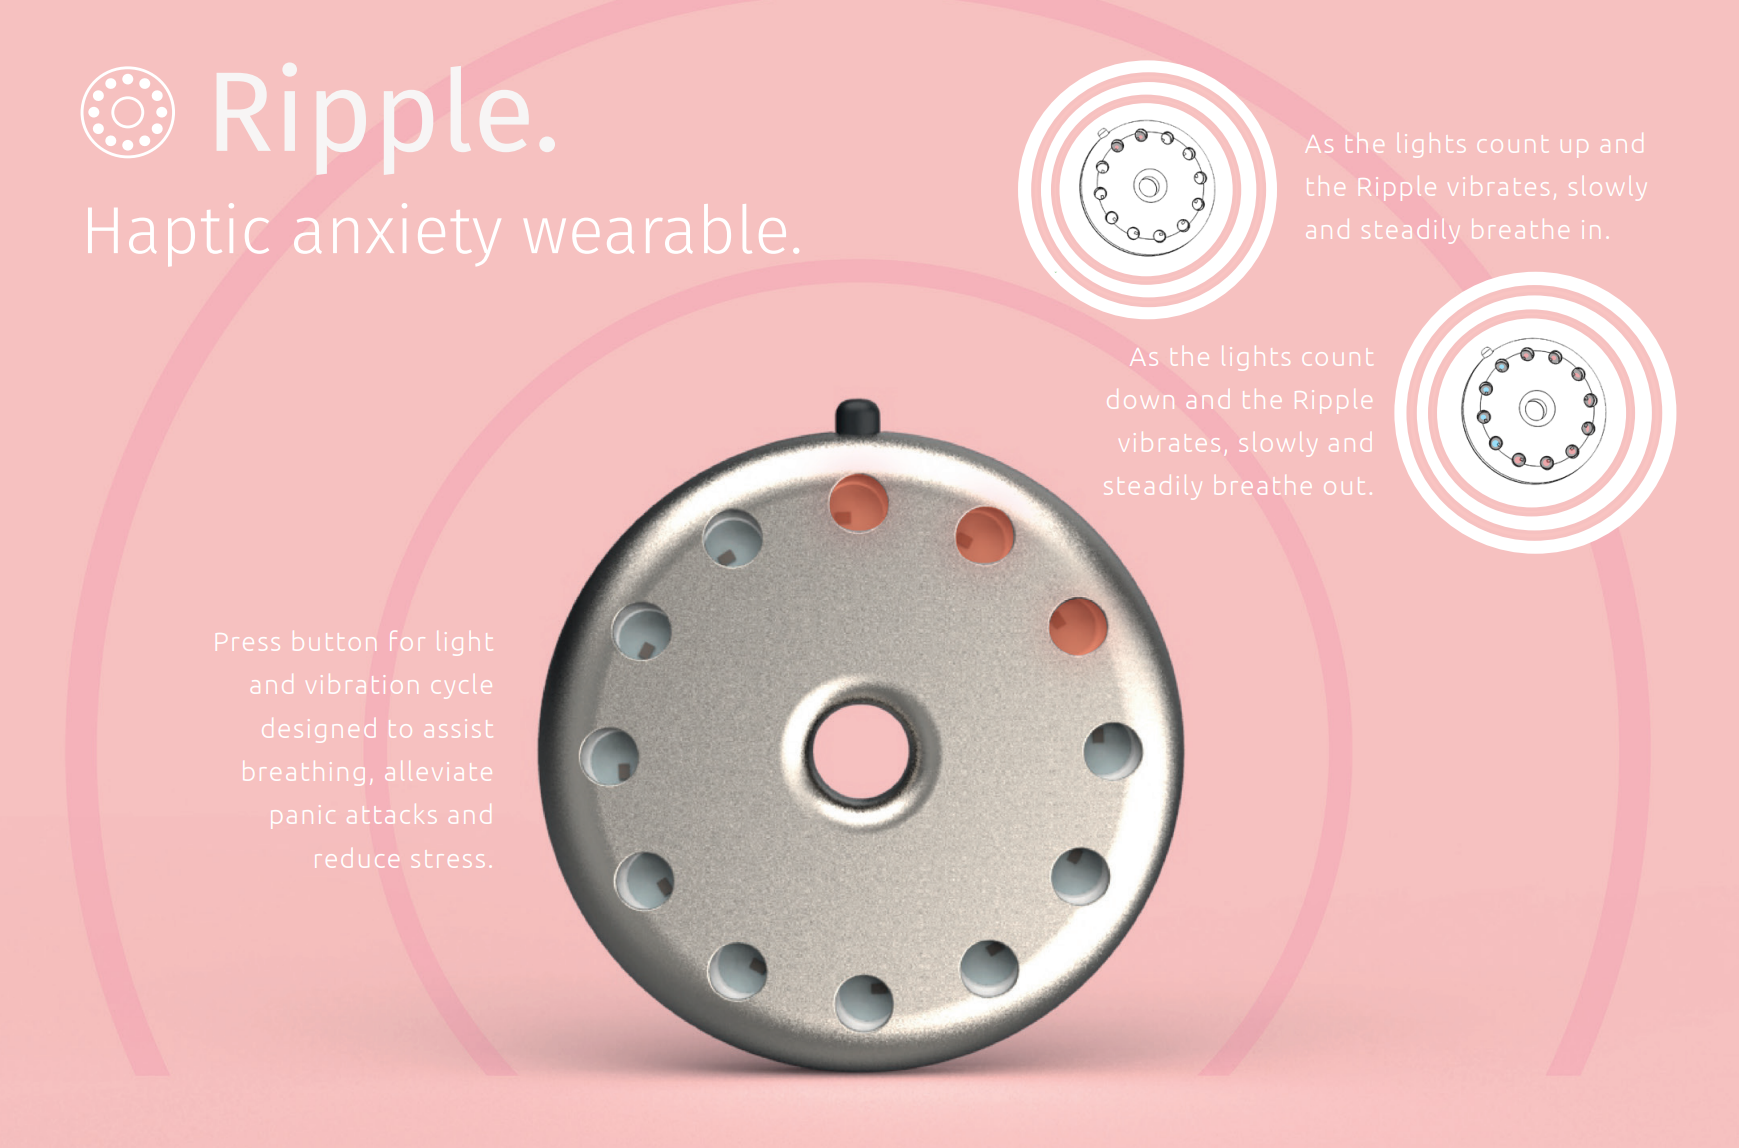 Ripple.
Haptic anxiety wearable.
As the lights count up and
the Ripple vibrates, slowly
and steadily breathe in.
As the lights count
down and the Ripple
vibrates, slowly and
steadily breathe out.
Press button for light
and vibration cycle
designed to assist
breathing, alleviate
panic attacks and
reduce stress.